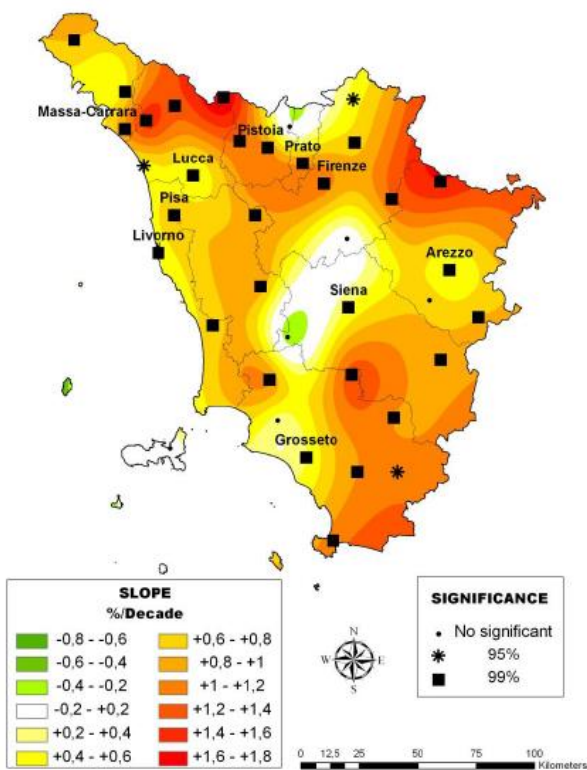 Massa-Carrara
Pistoia
Prato
Lucca
Firenze
Pisa
Livorno
Arezzo
Siena
Grosseto
SLOPE
%/Decade
-0,8 - -0,6
-0,6 - -0,4
-0,4 - -0,2
-0,2 - +0,2
+0,2 - +0,4
+0,4 - +0,6
+0,6 - +0,8
+0,8 - +1
+1 - +1,2
+1,2 - +1,4
+1,4 - +1,6
+1,6 - +1,8
N
W E
S
SIGNIFICANCE
No significant
95%
99%
0 12,5 25 50 75 100
Kilometers